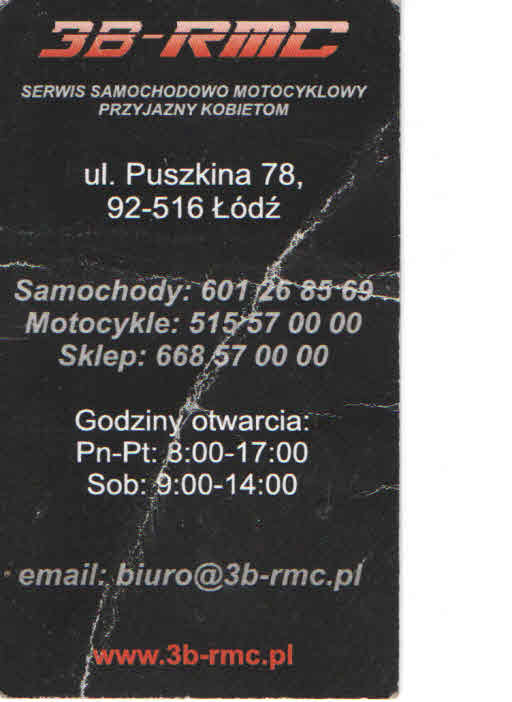 3B-RMC
SERWIS SAMOCHODOWO MOTOCYKLOWY
PRZYJAZNY KOBIETOM
ul. Puszkina 78,
92-516 Łódź
Samochody: 601 26 85 69
Motocykle: 515 57 00 00
Sklep: 668 57 00 00
Godziny otwarcia:
Pn-Pt: 8:00-17:00
Sob: 9:00-14:00
email: biuro@3b-rmc.pl
www.3b-rmc.pl